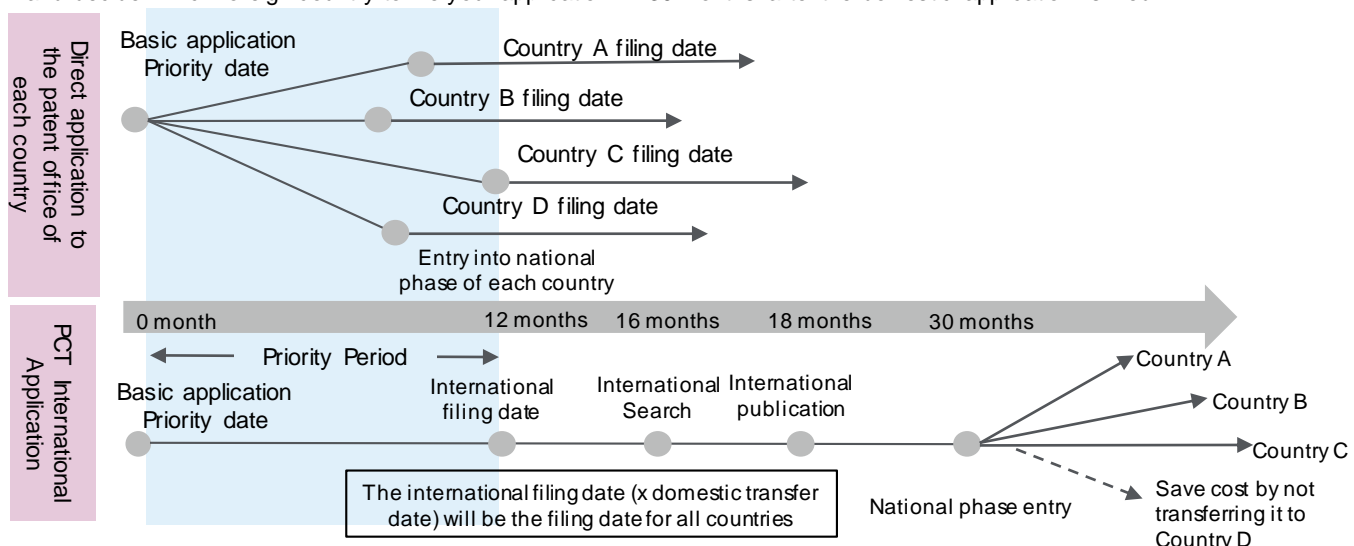 Direct application to
the patent office of
each country
Basic application
Priority date
Country A filing date
Country B filing date
Country C filing date
Country D filing date
Entry into national
phase of each country
0 month
12 months
16 months
18 months
30 months
PCT International
Application
Priority Period
Basic application
Priority date
International
filing date
International
Search
International
publication
Country A
Country B
Country C
The international filing date (x domestic transfer
date) will be the filing date for all countries
National phase entry
Save cost by not
transferring it to
Country D